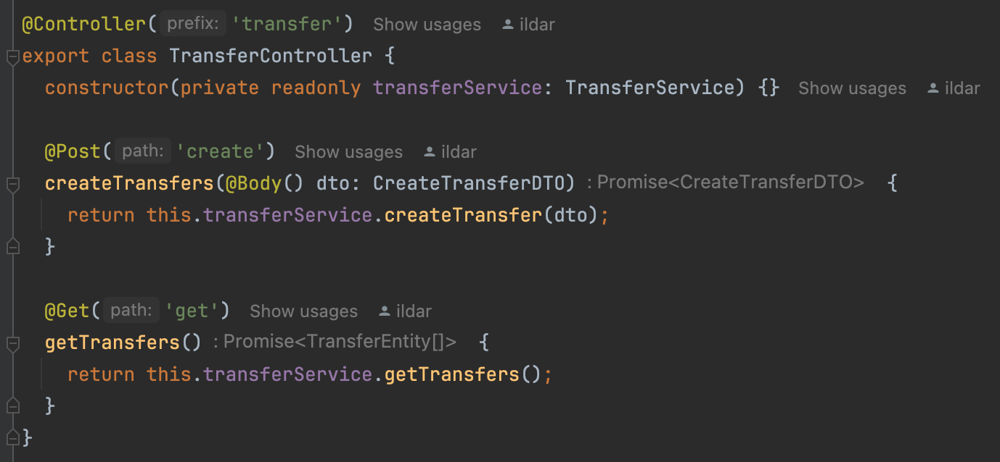 @Controller( prefix: 'transfer') Show usages ildar
export class TransferController {
constructor(private readonly transferService: TransferService) {} Show usages ildar
@Post( path: 'create') Show usages ildar
createTransfers(@Body() dto: CreateTransferDTO) : Promise<CreateTransferDTO> {
return this.transferService.createTransfer(dto);
}
@Get( path: 'get') Show usages ildar
getTransfers() : Promise<TransferEntity[]> {
return this.transferService.getTransfers();
}
}